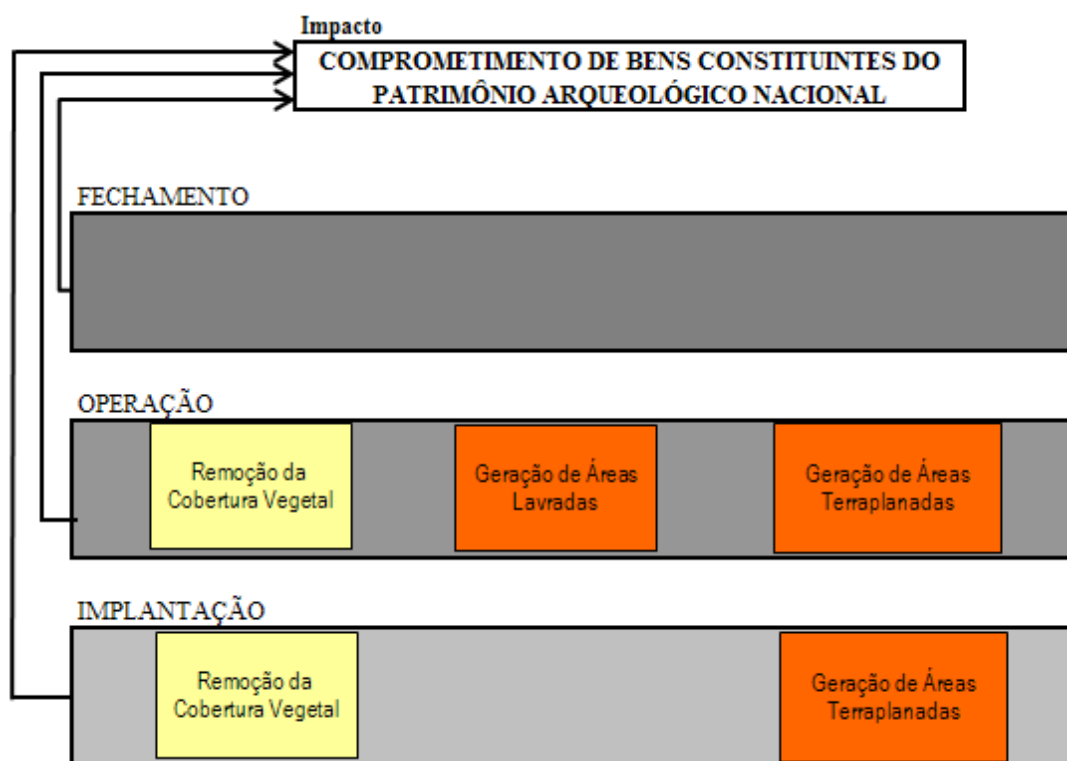 Impacto
COMPROMETIMENTO DE BENS CONSTITUINTES DO
PATRIMÔNIO ARQUEOLÓGICO NACIONAL
FECHAMENTO
OPERAÇÃO
Remoção da
Cobertura Vegetal
Geração de Áreas
Lavradas
Geração de Áreas
Terraplanadas
IMPLANTAÇÃO
Remoção da
Cobertura Vegetal
Geração de Áreas
Terraplanadas